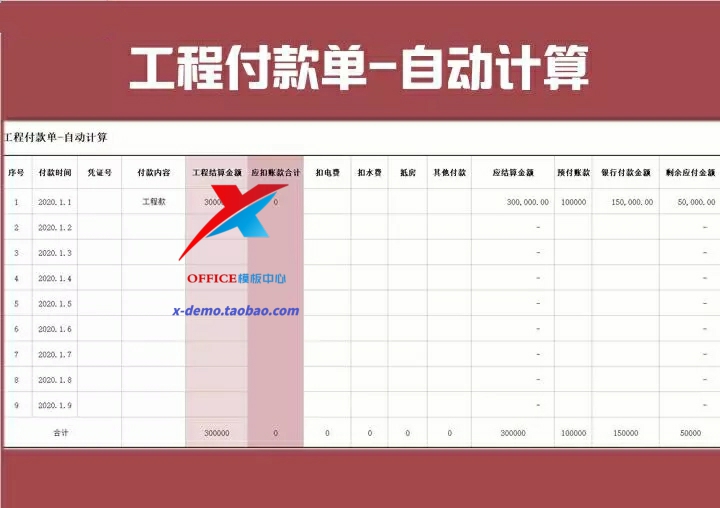 工程付款单-自动计算
工程付款单-自动计算
序号 付款时间 凭证号 付款内容 工程结算金额 应扣账款合计 扣电费 扣水费 抵房 其他付款 应结算金额 预付账款 银行付款金额 剩余应付金额
1 2020.1.1 工程款 30000 0 300,000.00 100000 150,000.00 50,000.00
2 2020.1.2 -
3 2020.1.3 -
4 2020.1.4 -
OFFICE模板中心
5 2020.1.5 -
x-demo.taobao.com
6 2020.1.6 -
7 2020.1.7 -
8 2020.1.8 -
9 2020.1.9 -
合计 300000 0 0 0 0 0 300000 100000 150000 50000